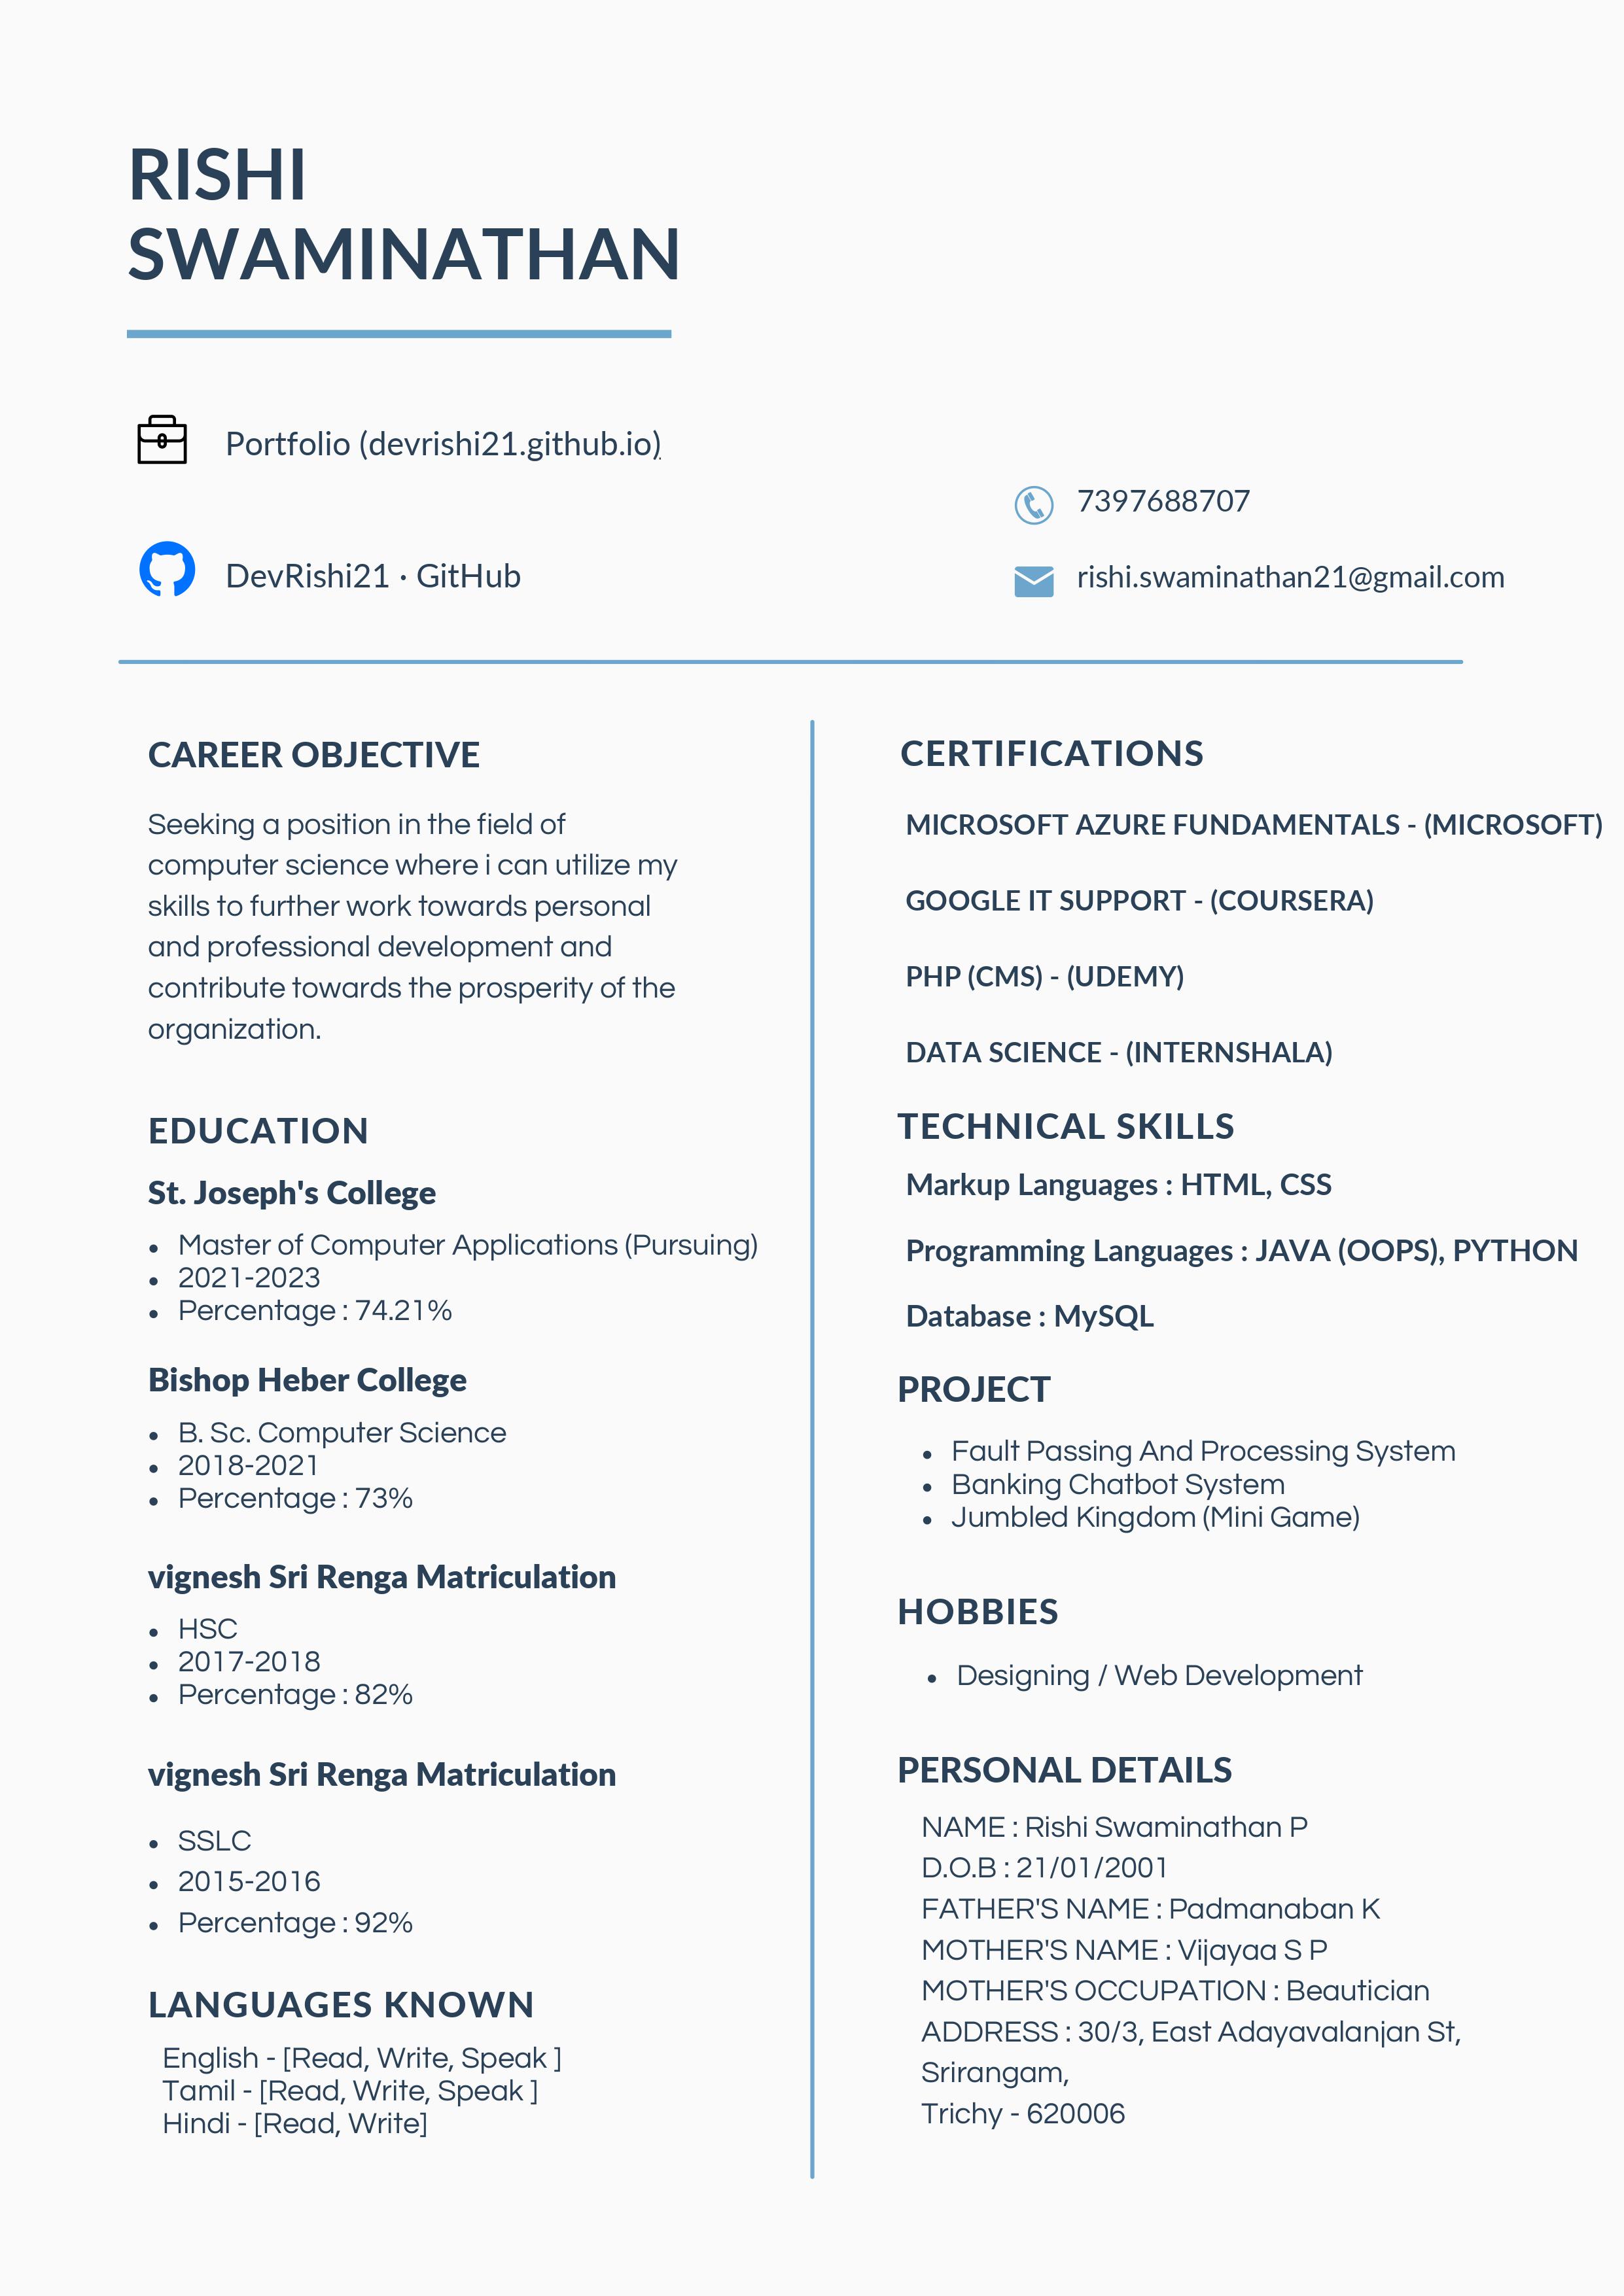 RISHI
SWAMINATHAN
Portfolio (devrishi21.github.io)
DevRishi21 · GitHub
7397688707
rishi.swaminathan21@gmail.com
CAREER OBJECTIVE
Seeking a position in the field of
computer science where i can utilize my
skills to further work towards personal
and professional development and
contribute towards the prosperity of the
organization.
EDUCATION
St. Joseph's College
• Master of Computer Applications (Pursuing)
• 2021-2023
• Percentage : 74.21%
Bishop Heber College
• B. Sc. Computer Science
• 2018-2021
• Percentage : 73%
vignesh Sri Renga Matriculation
• HSC
• 2017-2018
• Percentage : 82%
vignesh Sri Renga Matriculation
• SSLC
• 2015-2016
• Percentage : 92%
LANGUAGES KNOWN
English - [Read, Write, Speak ]
Tamil - [Read, Write, Speak ]
Hindi - [Read, Write]
CERTIFICATIONS
MICROSOFT AZURE FUNDAMENTALS - (MICROSOFT)
GOOGLE IT SUPPORT - (COURSERA)
PHP (CMS) - (UDEMY)
DATA SCIENCE - (INTERNSHALA)
TECHNICAL SKILLS
Markup Languages : HTML, CSS
Programming Languages : JAVA (OOPS), PYTHON
Database : MySQL
PROJECT
• Fault Passing And Processing System
• Banking Chatbot System
• Jumbled Kingdom (Mini Game)
HOBBIES
• Designing / Web Development
PERSONAL DETAILS
NAME : Rishi Swaminathan P
D.O.B : 21/01/2001
FATHER'S NAME : Padmanaban K
MOTHER'S NAME : Vijayaa S P
MOTHER'S OCCUPATION : Beautician
ADDRESS : 30/3, East Adayavalanjan St,
Srirangam,
Trichy - 620006